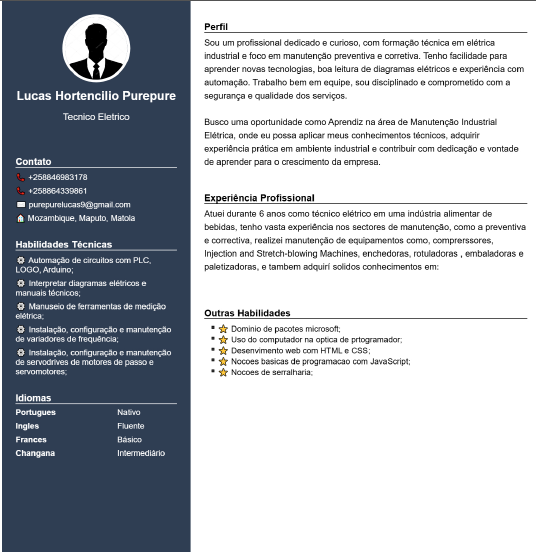 Lucas Hortencilio Purepure
Tecnico Eletrico
Contato
+258846983178
+258864339861
purepurelucas9@gmail.com
Mozambique, Maputo, Matola
Habilidades Técnicas
Automação de circuitos com PLC,
LOGO, Arduino;
Interpretar diagramas elétricos e
manuais técnicos;
Manuseio de ferramentas de medição
elétrica;
Instalação, configuração e manutenção
de variadores de frequência;
Instalação, configuração e manutenção
de servodrives de motores de passo e
servomotores;
Idiomas
Portugues Nativo
Ingles Fluente
Frances Básico
Changana Intermediário
Perfil
Sou um profissional dedicado e curioso, com formação técnica em elétrica
industrial e foco em manutenção preventiva e corretiva. Tenho facilidade para
aprender novas tecnologias, boa leitura de diagramas elétricos e experiência com
automação. Trabalho bem em equipe, sou disciplinado e comprometido com a
segurança e qualidade dos serviços.
Busco uma oportunidade como Aprendiz na área de Manutenção Industrial
Elétrica, onde eu possa aplicar meus conhecimentos técnicos, adquirir
experiência prática em ambiente industrial e contribuir com dedicação e vontade
de aprender para o crescimento da empresa.
Experiência Profissional
Atuei durante 6 anos como técnico elétrico em uma indústria alimentar de
bebidas, tenho vasta experiência nos sectores de manutenção, como a preventiva
e correctiva, realizei manutenção de equipamentos como, comprerssores,
Injection and Stretch-blowing Machines, enchedoras, rotuladoras , embaladoras e
paletizadoras, e tambem adquirí solidos conhecimentos em:
Outras Habilidades
* Dominio de pacotes microsoft;
* Uso do computador na optica de prtogramador;
* Desenvimento web com HTML e CSS;
* Nocoes basicas de programacao com JavaScript;
* Nocoes de serralharia;